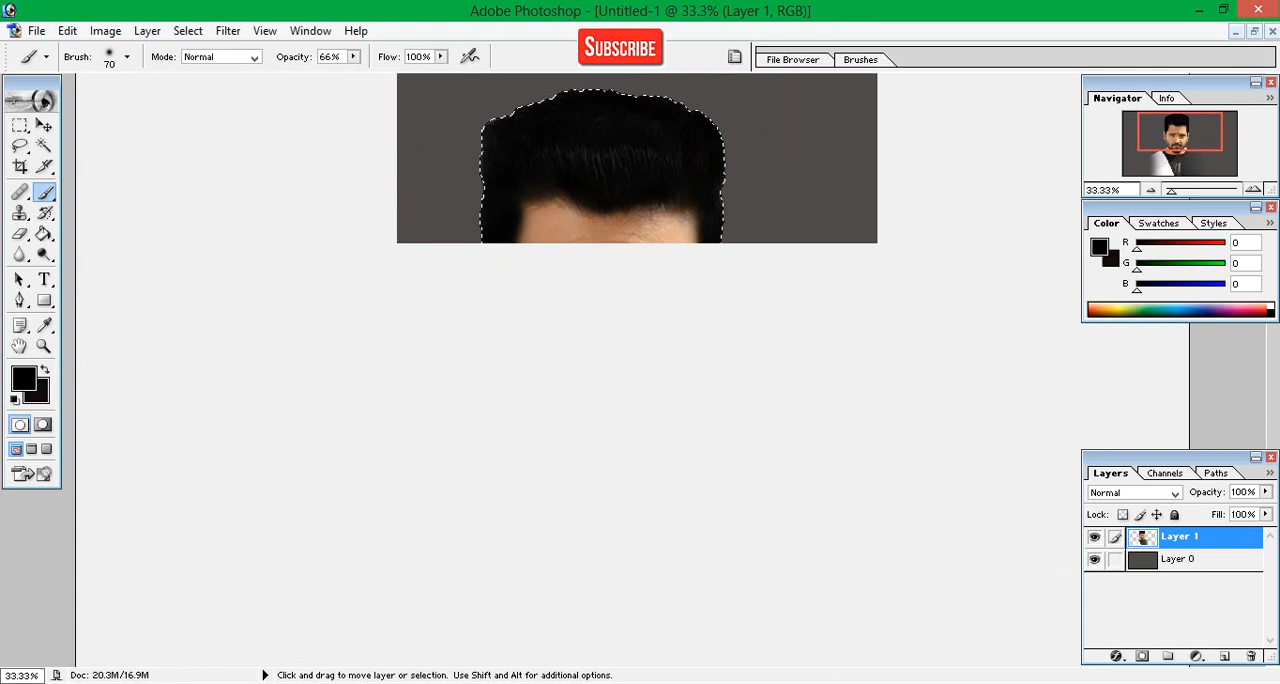 Adobe Photoshop - [Untitled-1 @ 33.3% (Layer 1, RGB)]
File Edit Image Layer Select Filter View Window Help
SUBSCRIBE
Brush: 70 Mode: Normal Opacity: 66% Flow: 100%
File Browser Brushes
Navigator Info
33.33%
Color Swatches Styles
R 0
G 0
B 0
T
Layers Channels Paths
Normal Opacity: 100%
Lock: Fill: 100%
Layer 1
Layer 0
33.33% Doc: 20.3M/16.9M Click and drag to move layer or selection. Use Shift and Alt for additional options.